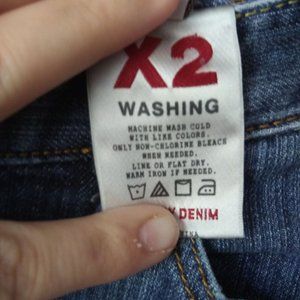 X2
WASHING
MACHINE WASH COLD
WITH LIKE COLORS.
ONLY NON-CHLORINE BLEACH
WHEN NEEDED.
LINE OR FLAT DRY.
WARM IRON IF NEEDED.
DENIM